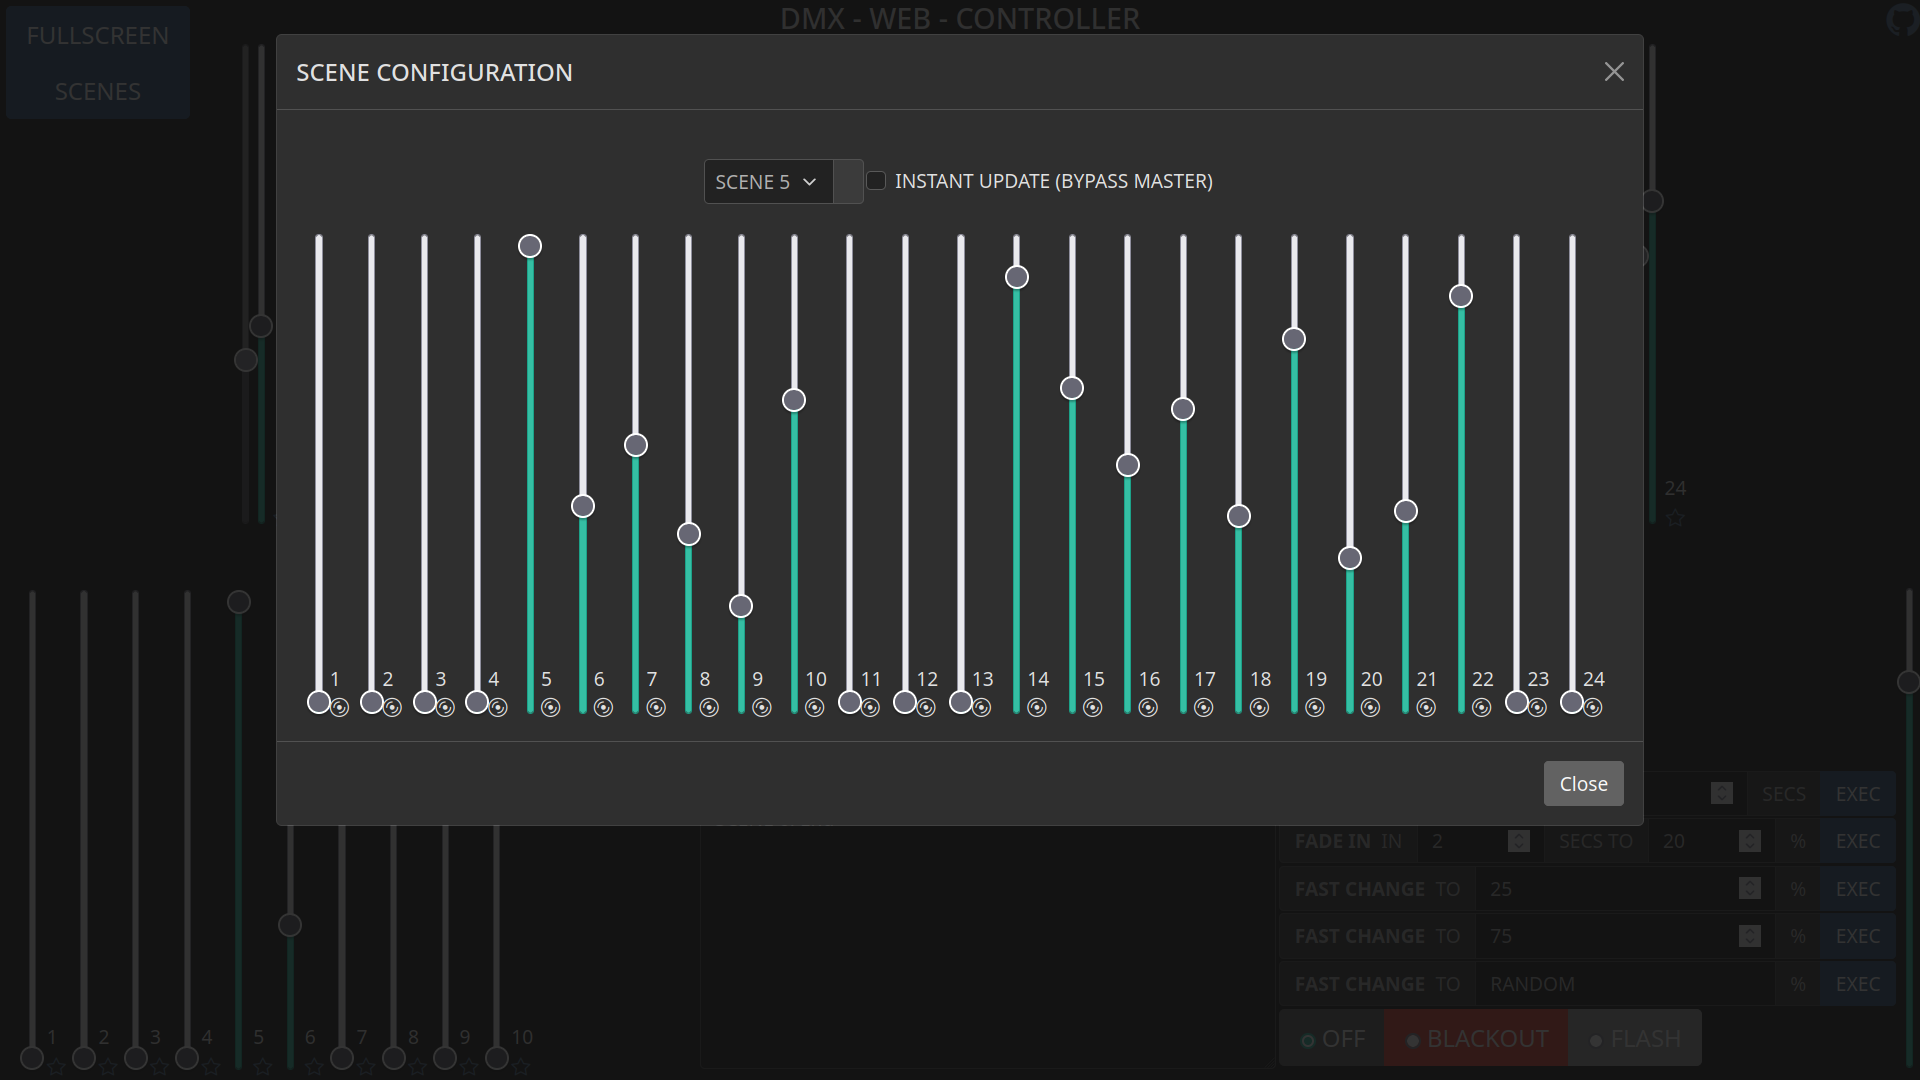 DMX - WEB - CONTROLLER
FULLSCREEN
SCENES
SCENE CONFIGURATION
SCENE 5
INSTANT UPDATE (BYPASS MASTER)
1 2 3 4 5 6 7 8 9 10 11 12 13 14 15 16 17 18 19 20 21 22 23 24
Close
24
SECS EXEC
FADE IN IN 2 SECS TO 20 % EXEC
FAST CHANGE TO 25 % EXEC
FAST CHANGE TO 75 % EXEC
FAST CHANGE TO RANDOM % EXEC
OFF BLACKOUT FLASH
1 2 3 4 5 6 7 8 9 10